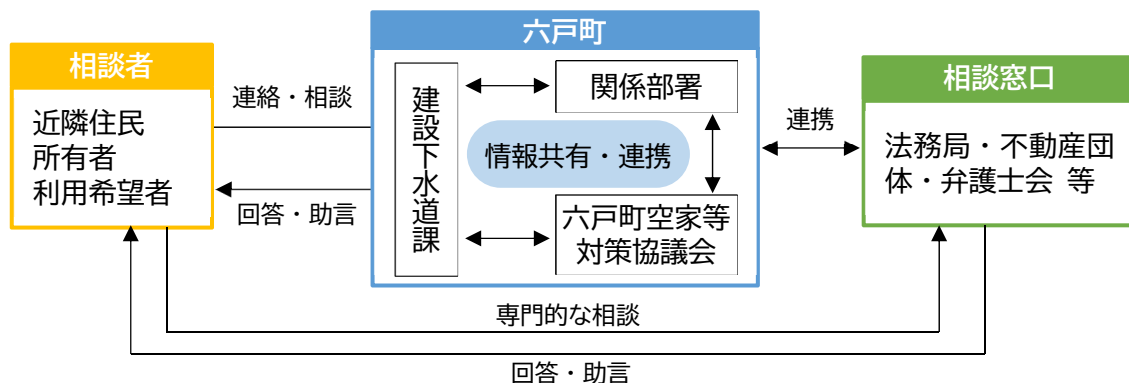 相談者
近隣住民
所有者
利用希望者
連絡・相談
回答・助言
六戸町
建設下水道課
関係部署
情報共有・連携
六戸町空家等
対策協議会
連携
相談窓口
法務局・不動産団
体・弁護士会 等
専門的な相談
回答・助言